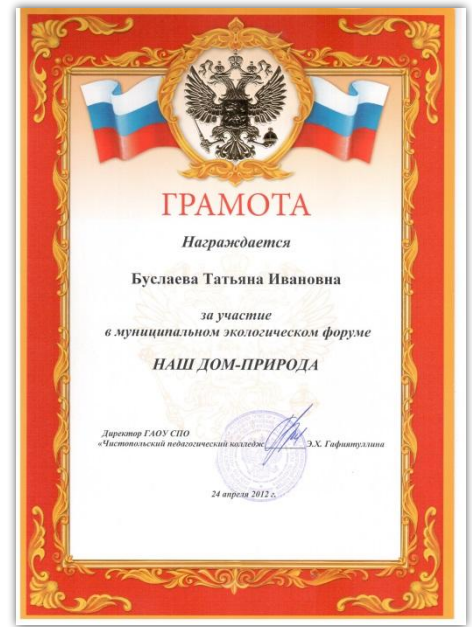 ГРАМОТА
Награждается
Буслаева Татьяна Ивановна
за участие
в муниципальном экологическом форуме
НАШ ДОМ-ПРИРОДА
Директор ГАОУ СПО
«Чистопольский педагогический колледж Э.Х. Гафиятуллина
24 апреля 2012 г.